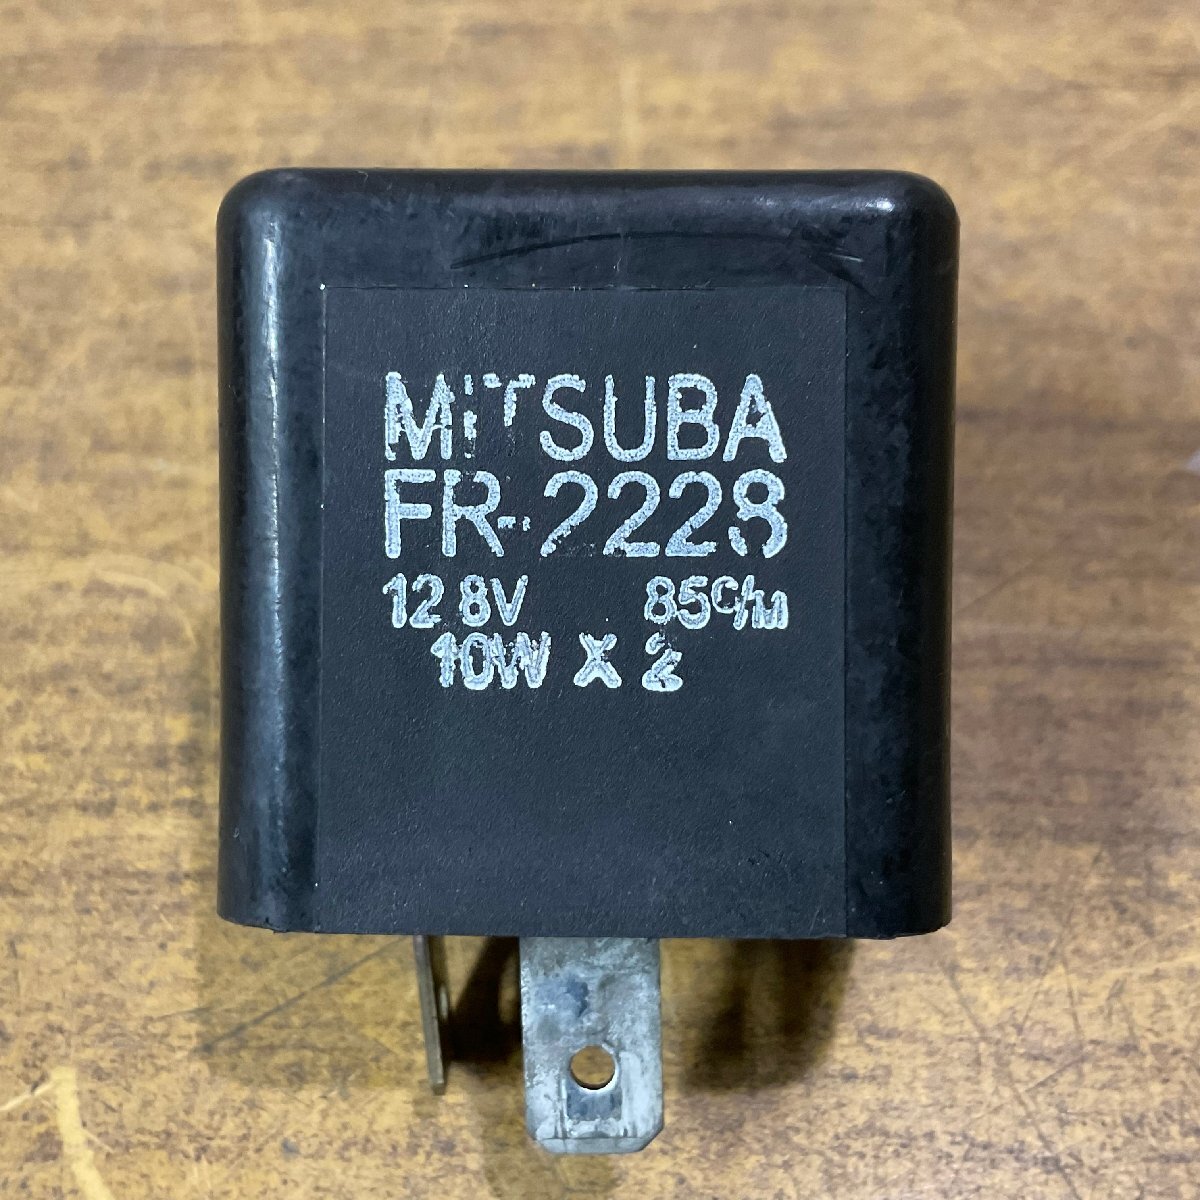 MITSUBA
FR-2228
12 8V 85c/m
10W X 2